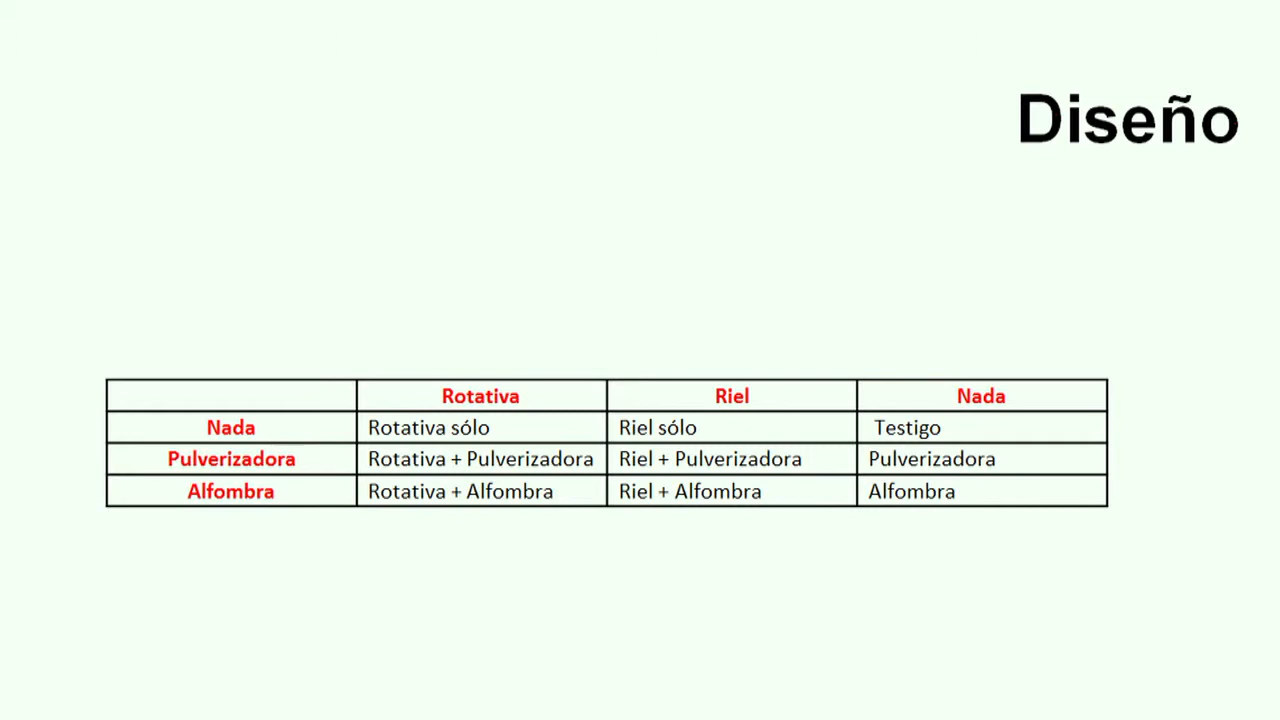 Diseño
Rotativa Riel Nada
Nada Rotativa sólo Riel sólo Testigo
Pulverizadora Rotativa + Pulverizadora Riel + Pulverizadora Pulverizadora
Alfombra Rotativa + Alfombra Riel + Alfombra Alfombra